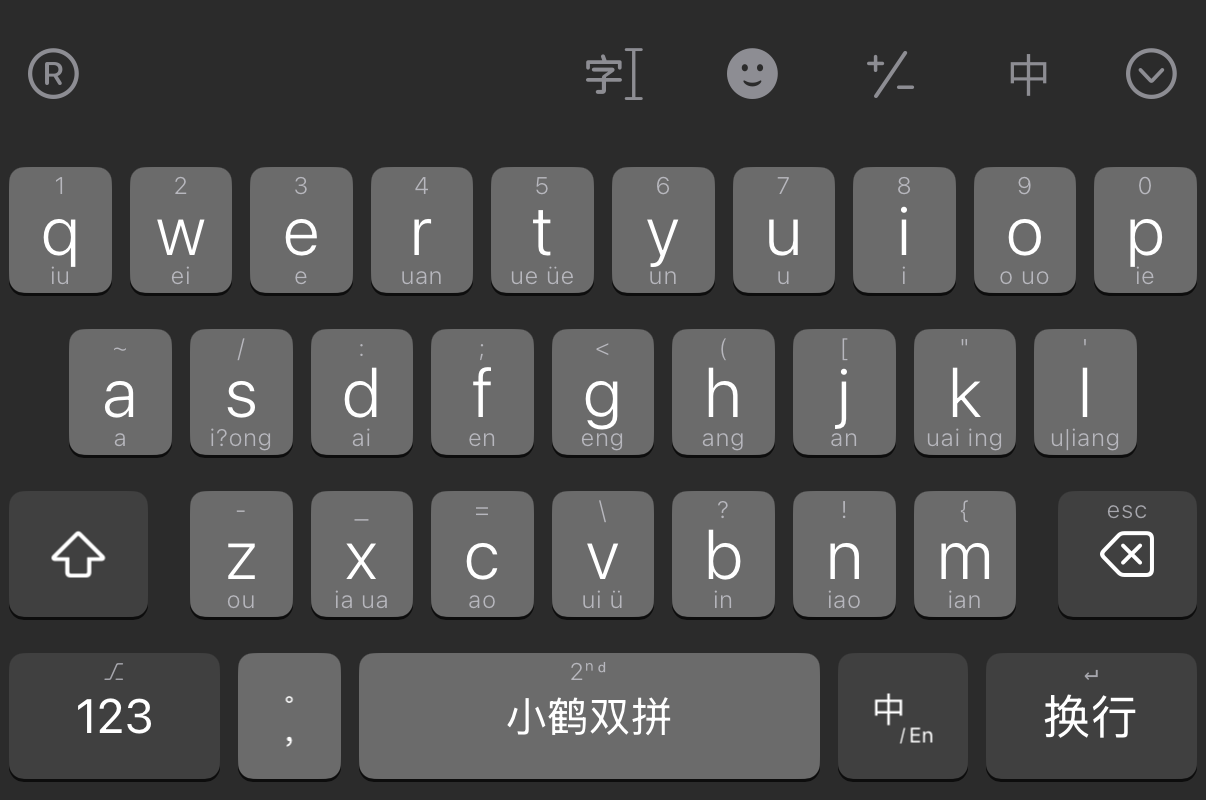 R 字 中
1 2 3 4 5 6 7 8 9 0
q w e r t y u i o p
iu ei e uan ue üe un u i o uo ie
~ / : ; < ( [ " '
a s d f g h j k l
a i?ong ai en eng ang an uai ing u|iang
- _ = \ ? ! { esc
z x c v b n m
ou ia ua ao ui ü in iao ian
2ⁿᵈ ↵
123 。 , 小鹤双拼 中/En 换行